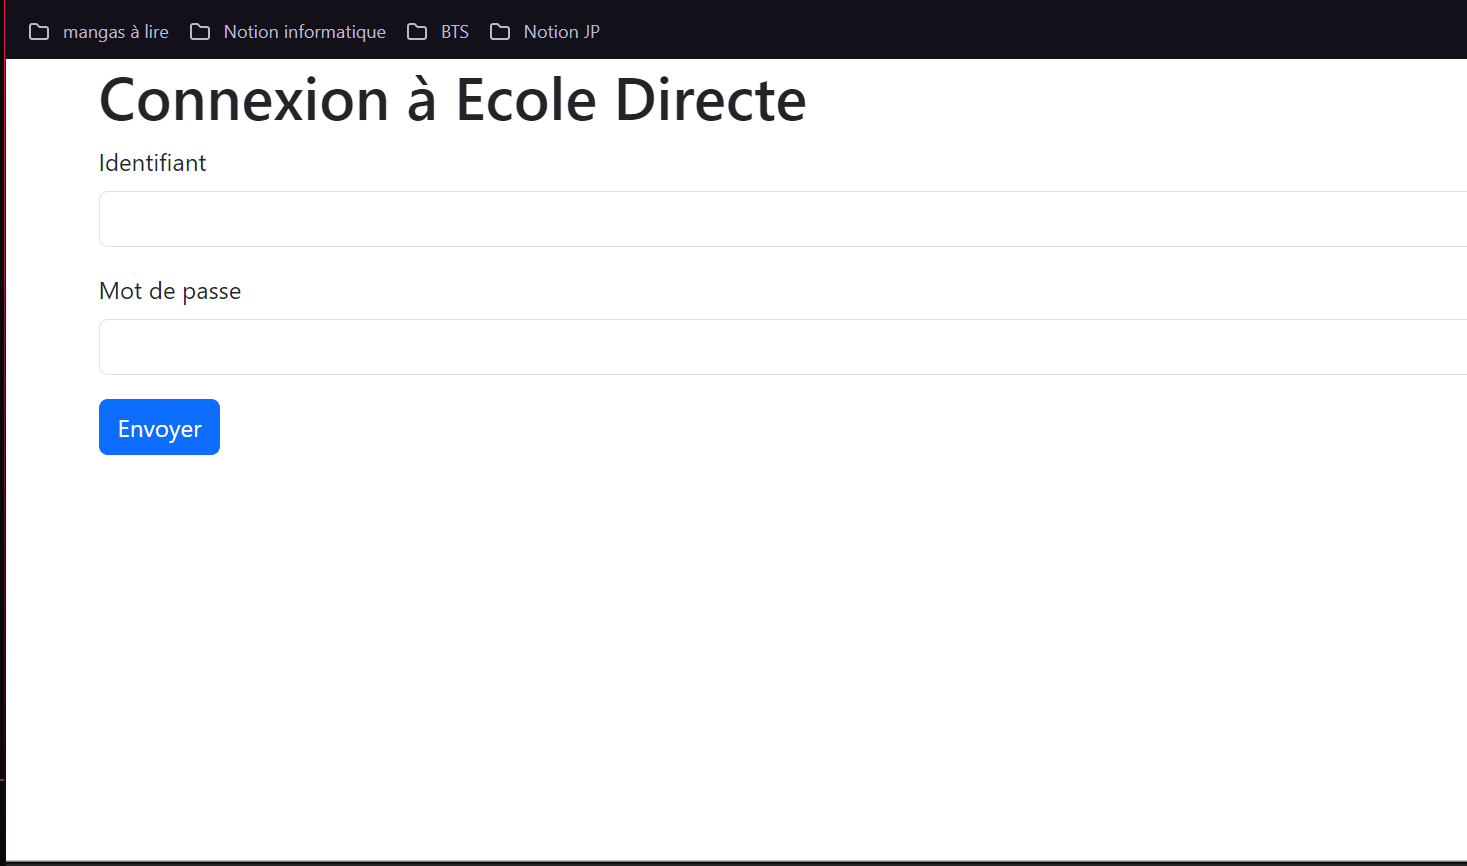 mangas à lire Notion informatique BTS Notion JP
Connexion à Ecole Directe
Identifiant
Mot de passe
Envoyer